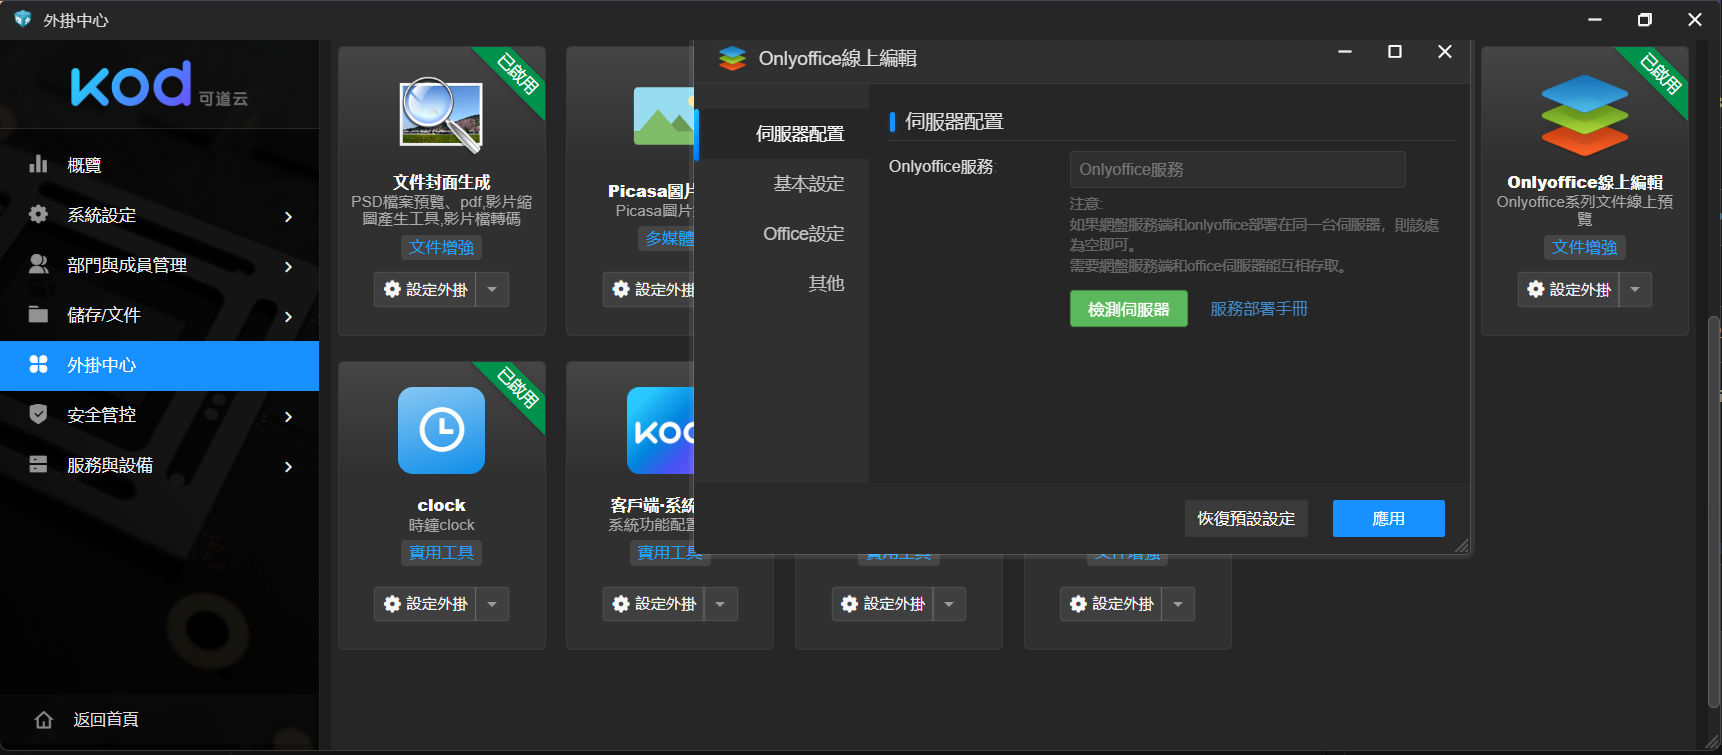 外掛中心
kod 可道云
概覽
系統設定
部門與成員管理
儲存/文件
外掛中心
安全管控
服務與設備
返回首頁
已啟用
文件封面生成
PSD檔案預覽、pdf,影片縮
圖產生工具,影片檔轉碼
文件增強
設定外掛
Picasa圖片
Picasa圖片
多媒體
設定外掛
Onlyoffice線上編輯
伺服器配置
基本設定
Office設定
其他
伺服器配置
Onlyoffice服務:
Onlyoffice服務
注意:
如果網盤服務端和onlyoffice部署在同一台伺服器，則該處
為空即可。
需要網盤服務端和office伺服器能互相存取。
檢測伺服器
服務部署手冊
恢復預設設定
應用
已啟用
Onlyoffice線上編輯
Onlyoffice系列文件線上預
覽
文件增強
設定外掛
已啟用
clock
時鐘clock
實用工具
設定外掛
kod
客戶端·系統
系統功能配置
實用工具
設定外掛
實用工具
設定外掛
文件增強
設定外掛